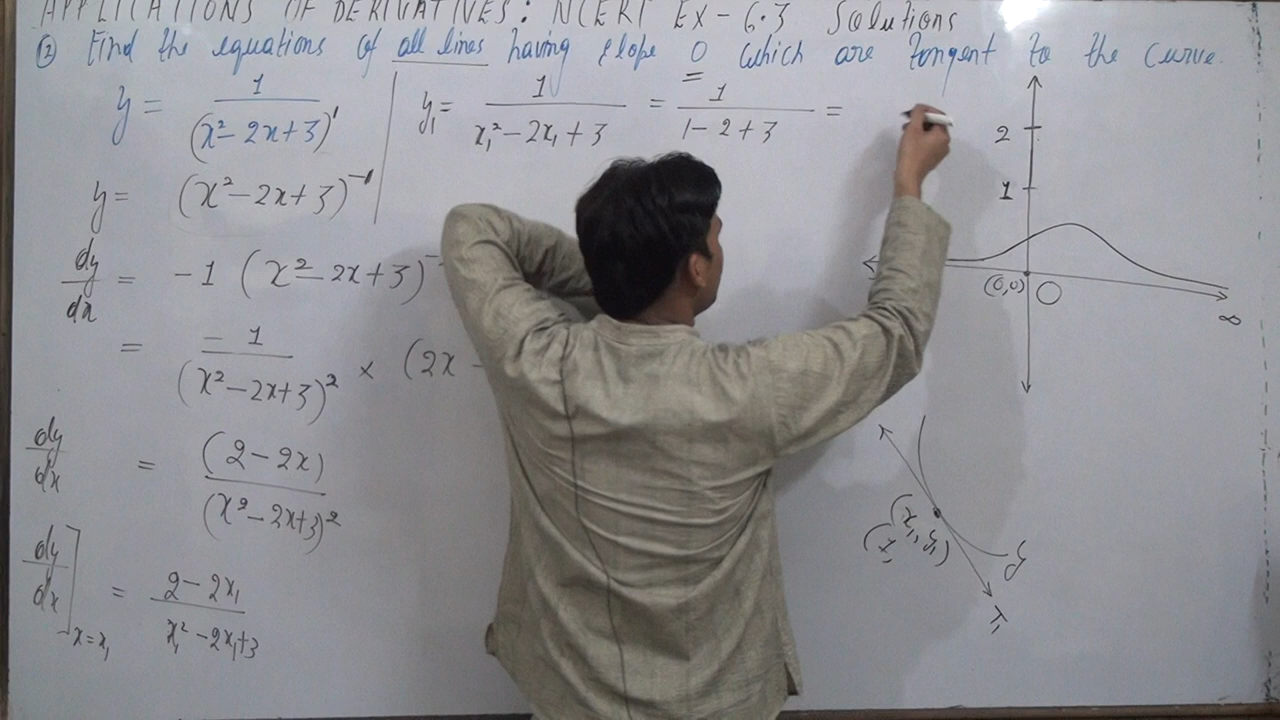 APPLICATIONS OF DERIVATIVES: NCERT EX-6.3 Solutions
② Find the equations of all lines having slope 0 which are tangent to the curve.
y = 1/(x²-2x+3)¹
y₁= 1/(x₁²-2x₁+3) = 1/(1-2+3) =
y= (x²-2x+3)⁻¹
dy/dx = -1 (x²-2x+3)⁻
= -1/(x²-2x+3)² × (2x -
dy/dx = (2-2x)/(x²-2x+3)²
dy/dx]x=x₁ = (2-2x₁)/(x₁²-2x₁+3)
2
1
(0,0) O
∞
(x₁,y₁)